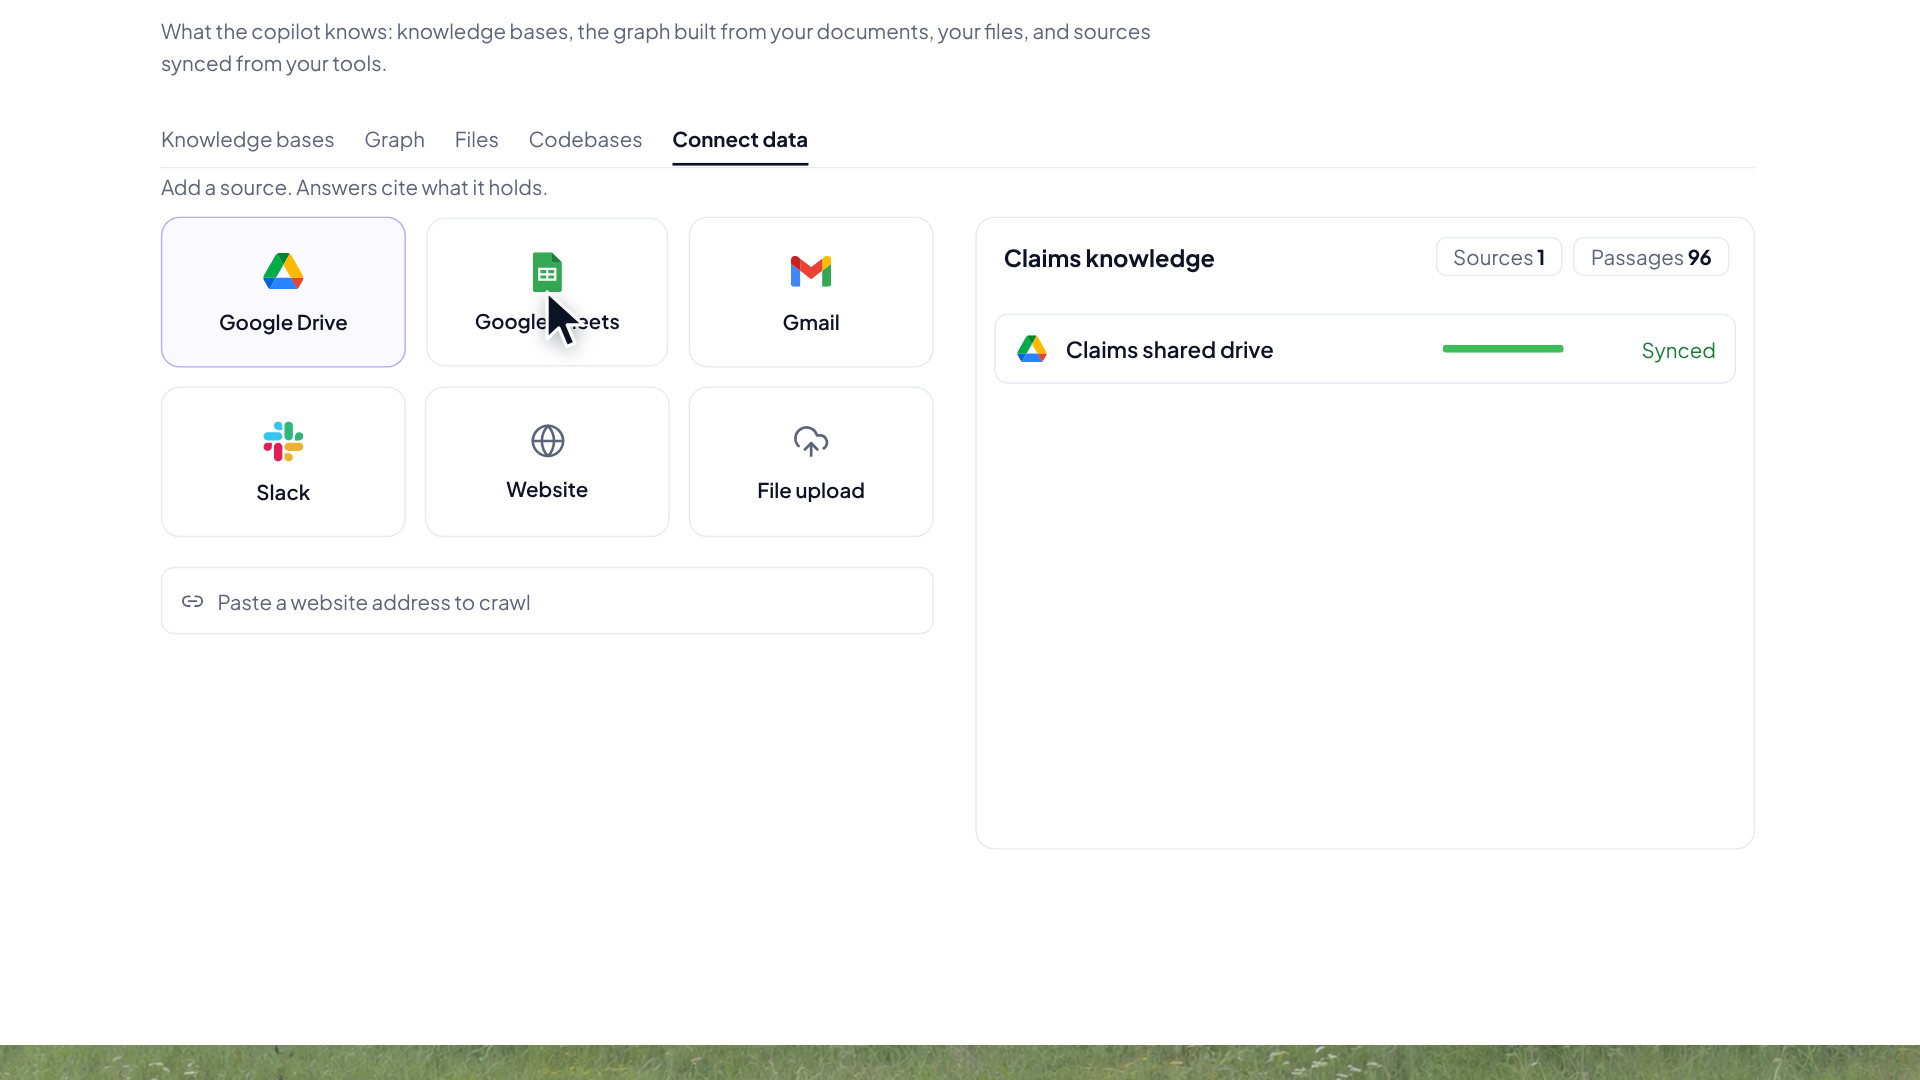 What the copilot knows: knowledge bases, the graph built from your documents, your files, and sources
synced from your tools.
Knowledge bases
Graph
Files
Codebases
Connect data
Add a source. Answers cite what it holds.
Google Drive
Google
Gmail
Slack
Website
File upload
Paste a website address to crawl
Claims knowledge
Sources 1
Passages 96
Claims shared drive
Synced